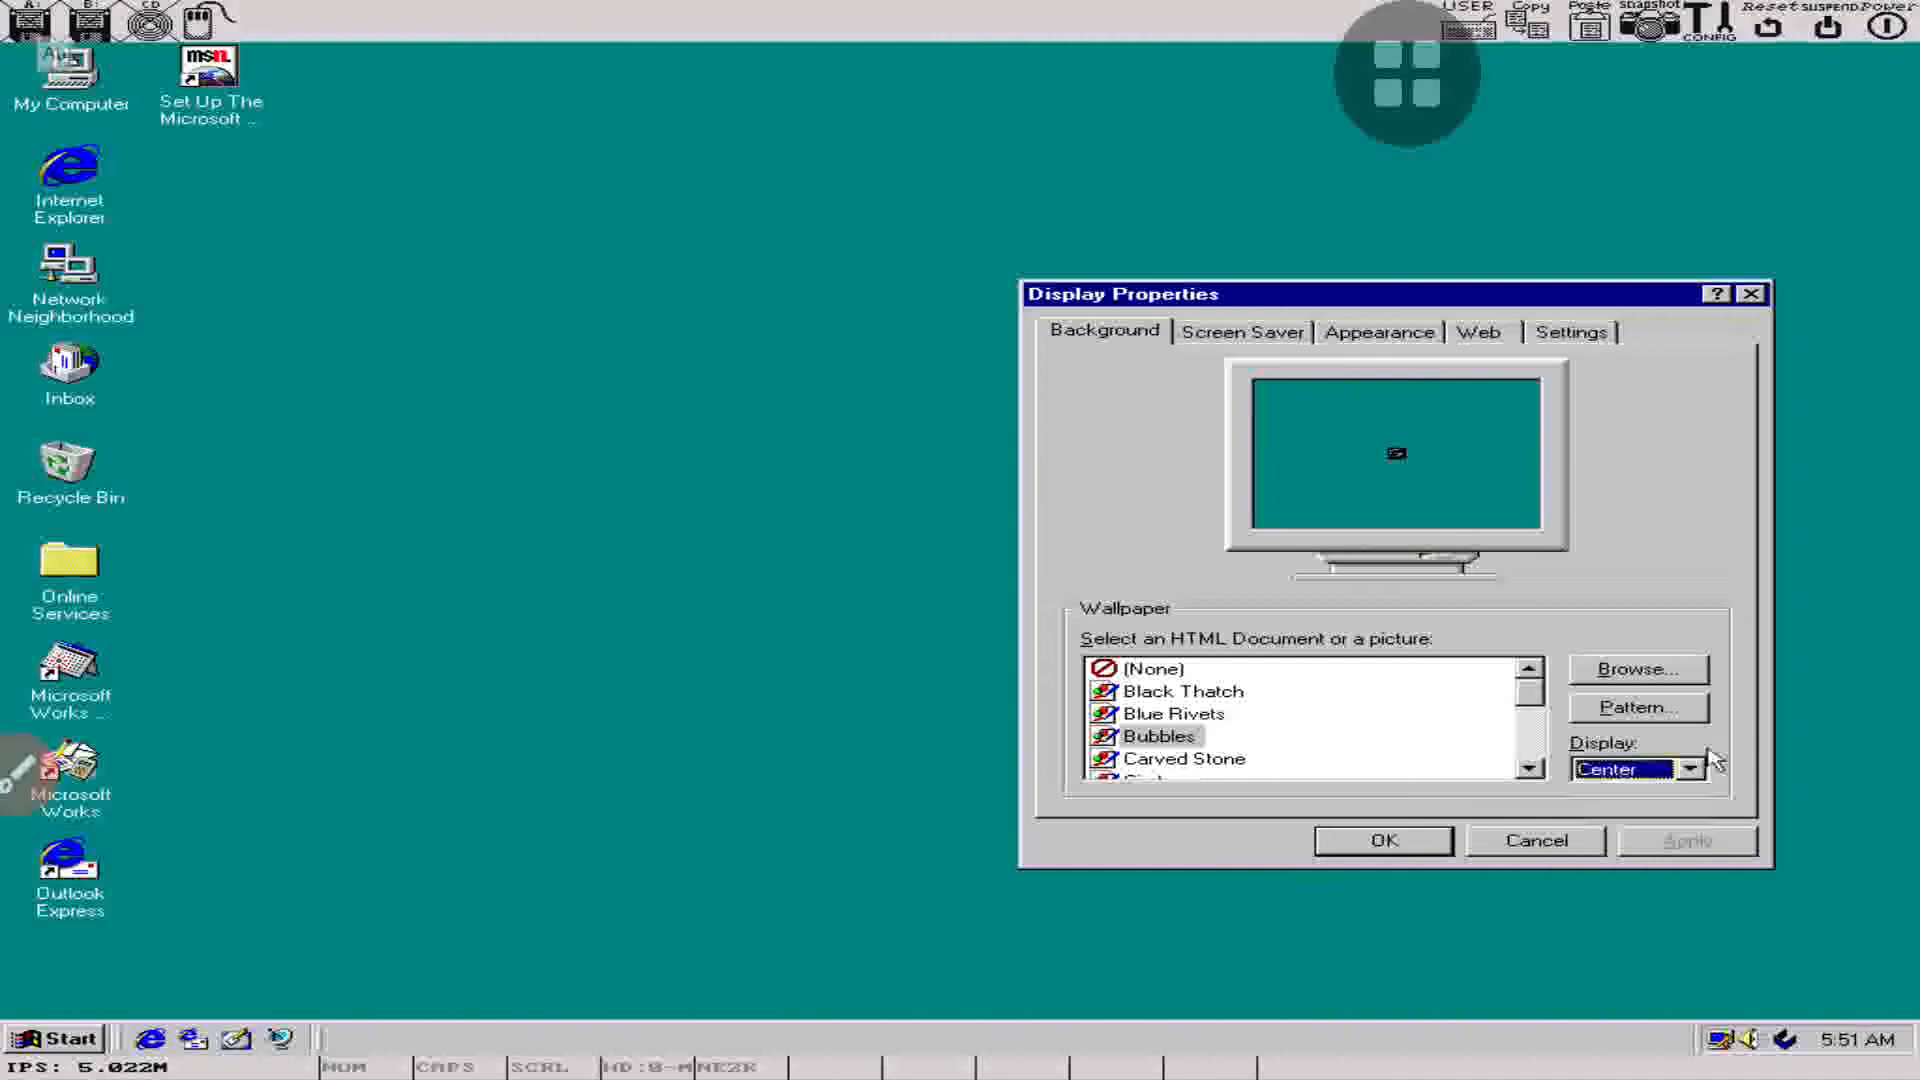 A:
B:
CD
USER
Copy
Paste
snapshot
CONFIG
Reset
SUSPEND
Power
My Computer
msn.
Set Up The
Microsoft ...
Internet
Explorer
Network
Neighborhood
Inbox
Recycle Bin
Online
Services
Microsoft
Works ...
Microsoft
Works
Outlook
Express
Display Properties
Background
Screen Saver
Appearance
Web
Settings
Wallpaper
Select an HTML Document or a picture:
(None)
Black Thatch
Blue Rivets
Bubbles
Carved Stone
Browse...
Pattern...
Display:
Center
OK
Cancel
Apply
Start
5:51 AM
IPS: 5.022M
NUM
CAPS
SCRL